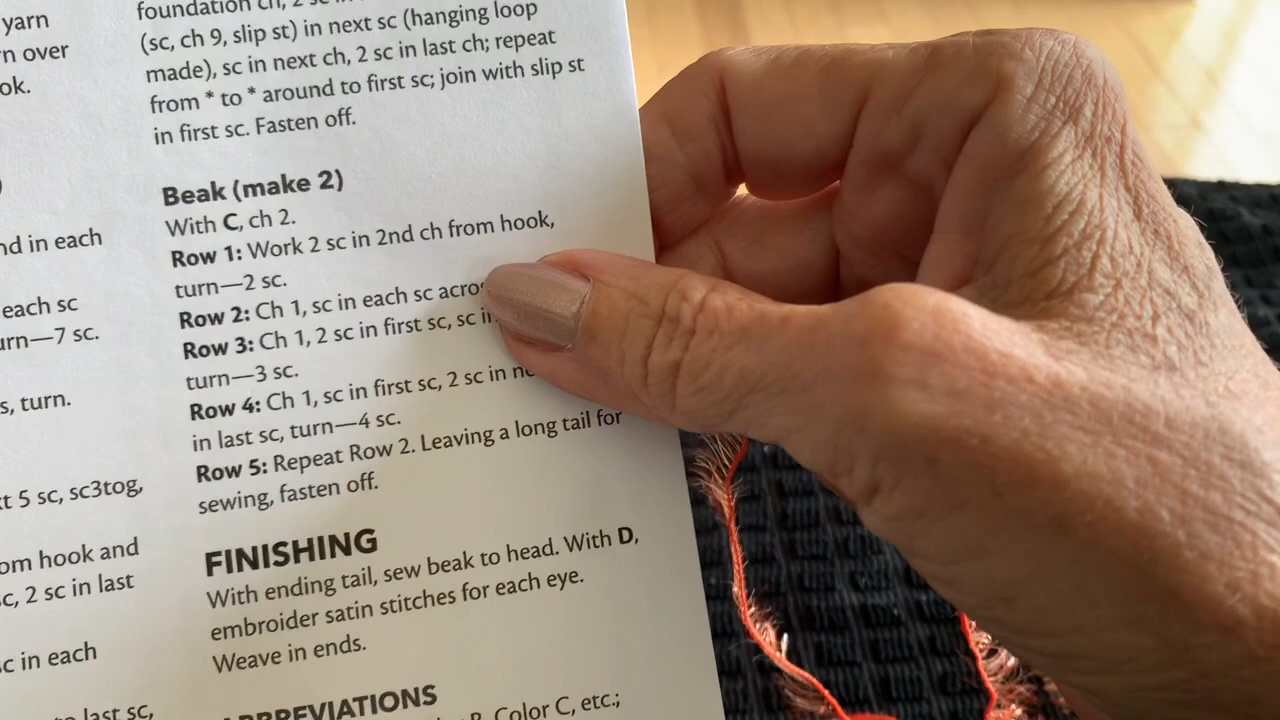 yarn
rn over
ok.
nd in each
each sc
urn—7 sc.
s, turn.
xt 5 sc, sc3tog,
om hook and
sc, 2 sc in last
sc in each
to last sc,
foundation ch, 2 sc in
(sc, ch 9, slip st) in next sc (hanging loop
made), sc in next ch, 2 sc in last ch; repeat
from * to * around to first sc; join with slip st
in first sc. Fasten off.
Beak (make 2)
With C, ch 2.
Row 1: Work 2 sc in 2nd ch from hook,
turn—2 sc.
Row 2: Ch 1, sc in each sc acro
Row 3: Ch 1, 2 sc in first sc, sc in
turn—3 sc.
Row 4: Ch 1, sc in first sc, 2 sc in
in last sc, turn—4 sc.
Row 5: Repeat Row 2. Leaving a long tail for
sewing, fasten off.
FINISHING
With ending tail, sew beak to head. With D,
embroider satin stitches for each eye.
Weave in ends.
ABBREVIATIONS
B, Color C, etc.;